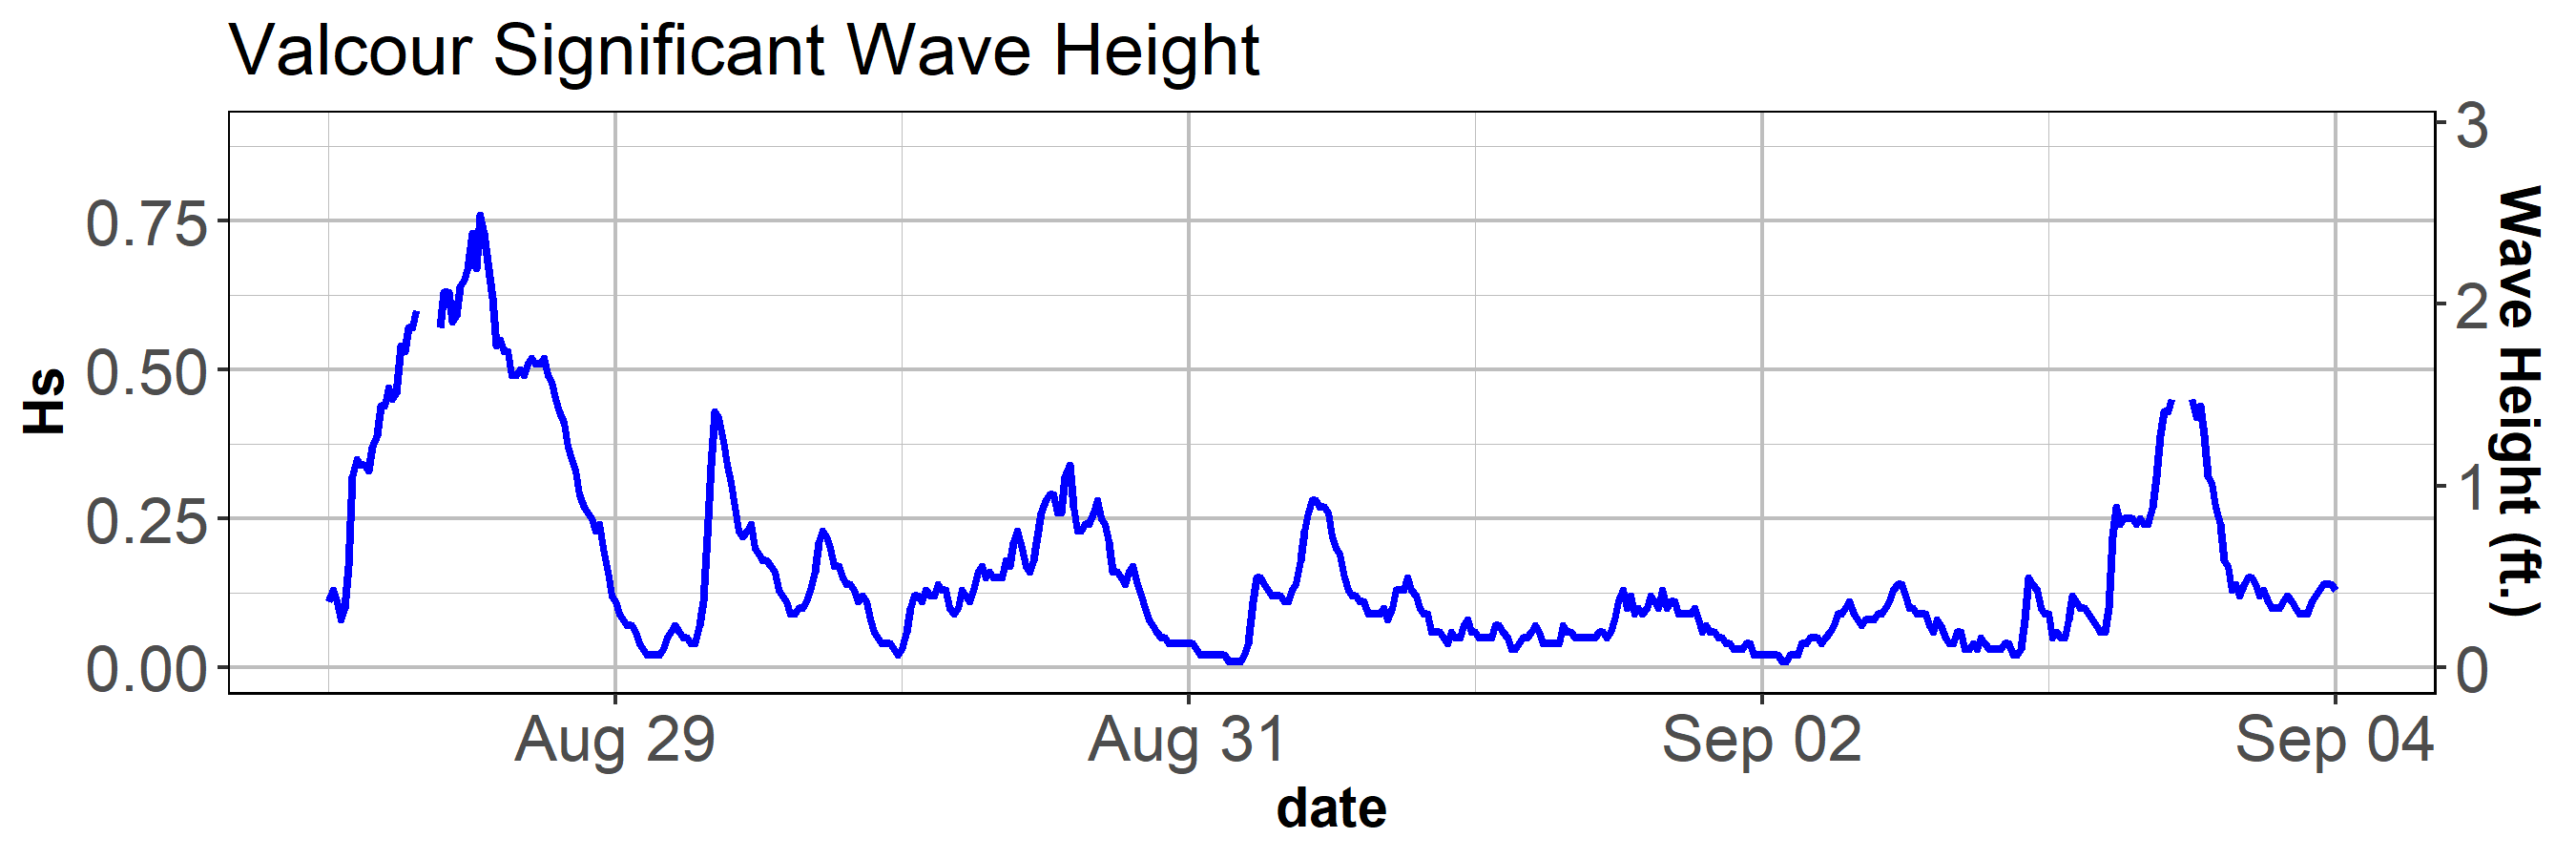 Valcour Significant Wave Height
Hs
0.75
0.50
0.25
0.00
3
2
1
0
Wave Height (ft.)
Aug 29
Aug 31
Sep 02
Sep 04
date